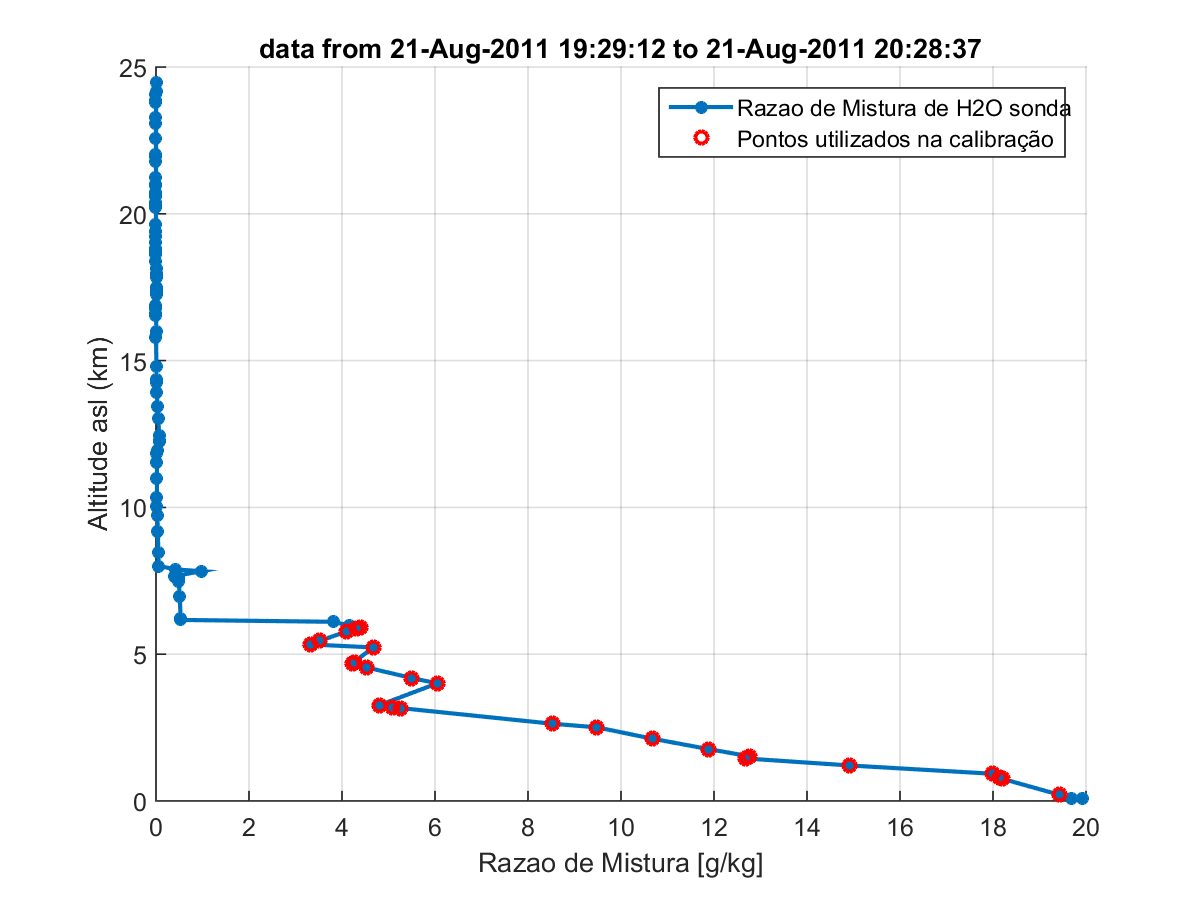 data from 21-Aug-2011 19:29:12 to 21-Aug-2011 20:28:37
Razao de Mistura de H2O sonda
Pontos utilizados na calibração
Altitude asl (km)
25
20
15
10
5
0
0 2 4 6 8 10 12 14 16 18 20
Razao de Mistura [g/kg]